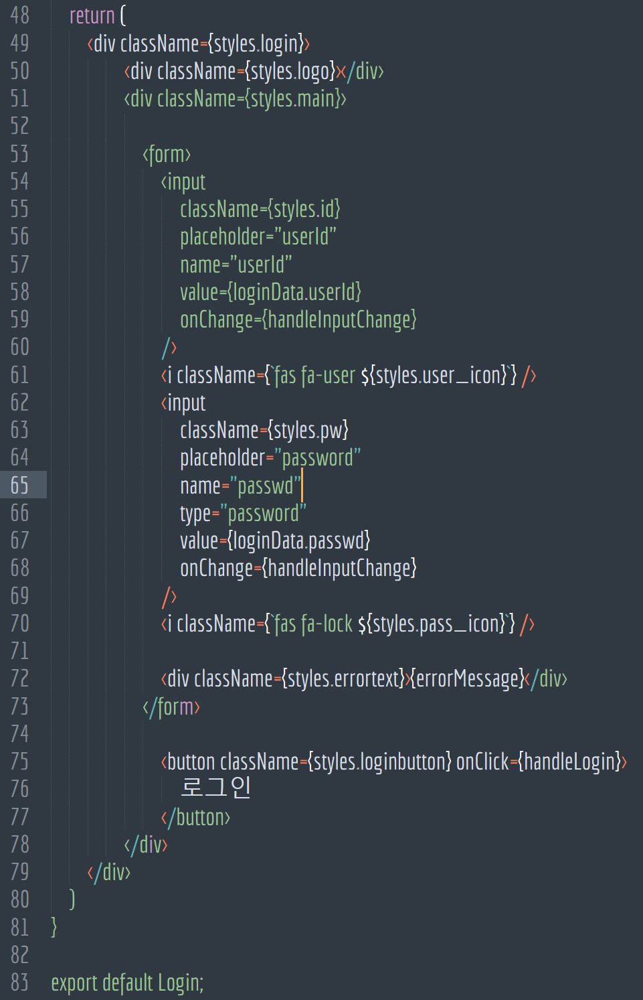 48 return (
49 <div className={styles.login}>
50 <div className={styles.logo}></div>
51 <div className={styles.main}>
52
53 <form>
54 <input
55 className={styles.id}
56 placeholder="userId"
57 name="userId"
58 value={loginData.userId}
59 onChange={handleInputChange}
60 />
61 <i className={`fas fa-user ${styles.user_icon}`} />
62 <input
63 className={styles.pw}
64 placeholder="password"
65 name="passwd"
66 type="password"
67 value={loginData.passwd}
68 onChange={handleInputChange}
69 />
70 <i className={`fas fa-lock ${styles.pass_icon}`} />
71
72 <div className={styles.errortext}>{errorMessage}</div>
73 </form>
74
75 <button className={styles.loginbutton} onClick={handleLogin}>
76 로그인
77 </button>
78 </div>
79 </div>
80 )
81 }
82
83 export default Login;